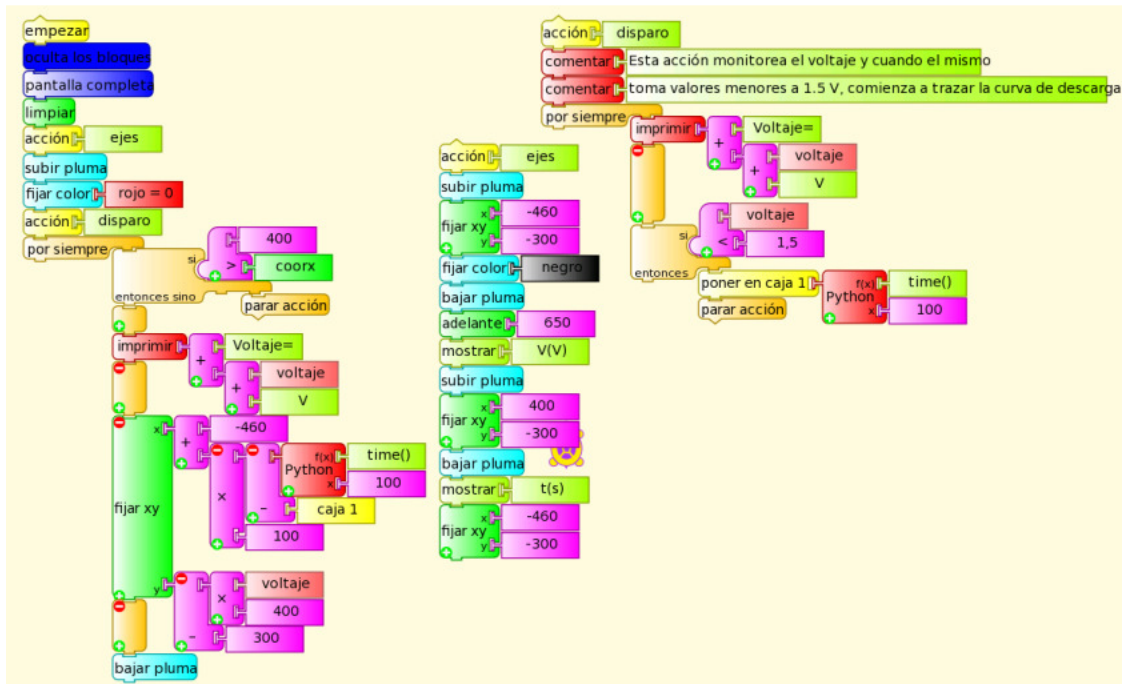 empezar
oculta los bloques
pantalla completa
limpiar
acción ejes
subir pluma
fijar color rojo = 0
acción disparo
por siempre
si
400
>
coorx
entonces sino
parar acción
imprimir + Voltaje=
+ voltaje
V
fijar xy
x + -460
×
-
Python f(x) time()
x 100
caja 1
100
y - × voltaje
400
300
bajar pluma
acción ejes
subir pluma
fijar xy x -460
y -300
fijar color negro
bajar pluma
adelante 650
mostrar V(V)
subir pluma
fijar xy x 400
y -300
bajar pluma
mostrar t(s)
fijar xy x -460
y -300
acción disparo
comentar Esta acción monitorea el voltaje y cuando el mismo
comentar toma valores menores a 1.5 V, comienza a trazar la curva de descarga
por siempre
imprimir + Voltaje=
+ voltaje
V
si
voltaje
< 1,5
entonces
poner en caja 1 Python f(x) time()
x 100
parar acción